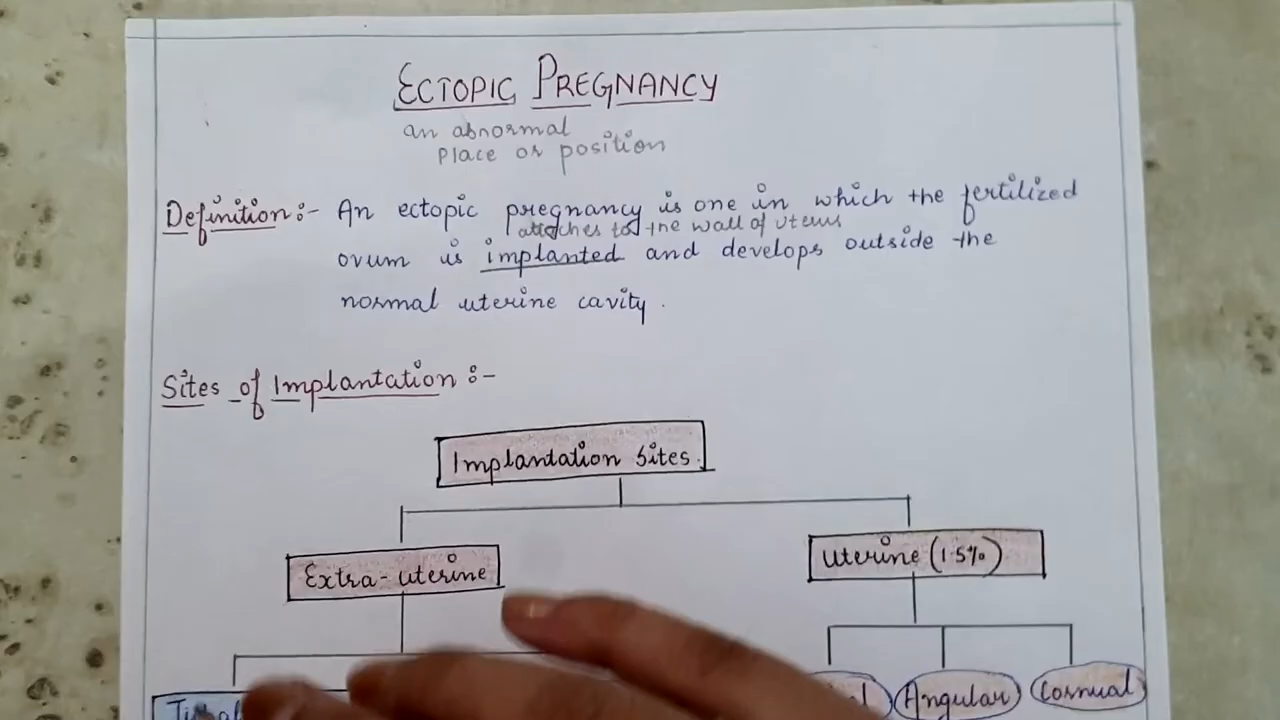 ECTOPIC PREGNANCY
an abnormal
place or position
Definition:- An ectopic pregnancy is one in which the fertilized
attaches to the wall of uterus
ovum is implanted and develops outside the
normal uterine cavity.
Sites of Implantation :-
Implantation Sites.
Extra-uterine
Uterine (1.5%)
Angular
Cornual